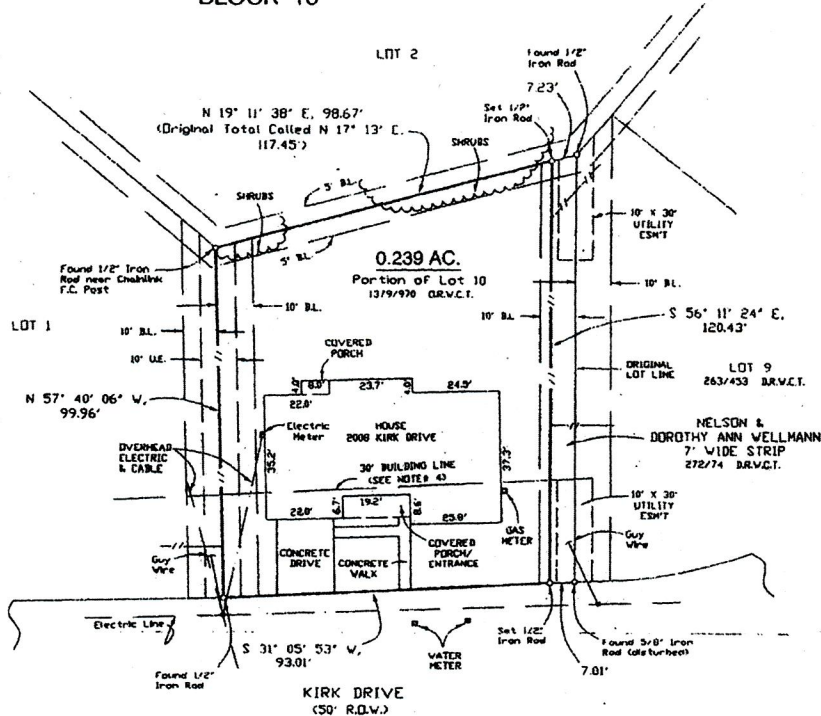 BLOCK 10
LOT 2
Found 1/2"
Iron Rod
7.23'
Set 1/2"
Iron Rod
N 19° 11' 38" E, 98.67'
(Original Total Called N 17° 13' E,
117.45')
SHRUBS
SHRUBS
5' B.L.
5' B.L.
10' X 30'
UTILITY
ESM'T
Found 1/2" Iron
Rod near Chainlink
F.C. Post
0.239 AC.
Portion of Lot 10
1379/970 O.R.W.C.T.
10' B.L.
10' B.L.
10' B.L.
S 56° 11' 24" E,
120.43'
LOT 1
10' B.L.
10' U.E.
COVERED
PORCH
ORIGINAL
LOT LINE
LOT 9
263/453 D.R.W.C.T.
N 57° 40' 06" W,
99.96'
4.0'
8.0'
23.7'
4.0'
24.5'
22.0'
Electric
Meter
HOUSE
2008 KIRK DRIVE
NELSON &
DOROTHY ANN WELLMANN
7' WIDE STRIP
272/74 D.R.W.C.T.
OVERHEAD
ELECTRIC
& CABLE
35.2'
37.3'
30' BUILDING LINE
(SEE NOTE# 4)
19.2'
22.0'
6.7'
8.6'
25.8'
GAS
METER
10' X 30'
UTILITY
ESM'T
Guy
Wire
Guy
Wire
CONCRETE
DRIVE
CONCRETE
WALK
COVERED
PORCH/
ENTRANCE
Electric Line
S 31° 05' 53" W,
93.01'
WATER
METER
Set 1/2"
Iron Rod
Found 5/8" Iron
Rod (disturbed)
7.01'
Found 1/2"
Iron Rod
KIRK DRIVE
(50' R.O.W.)